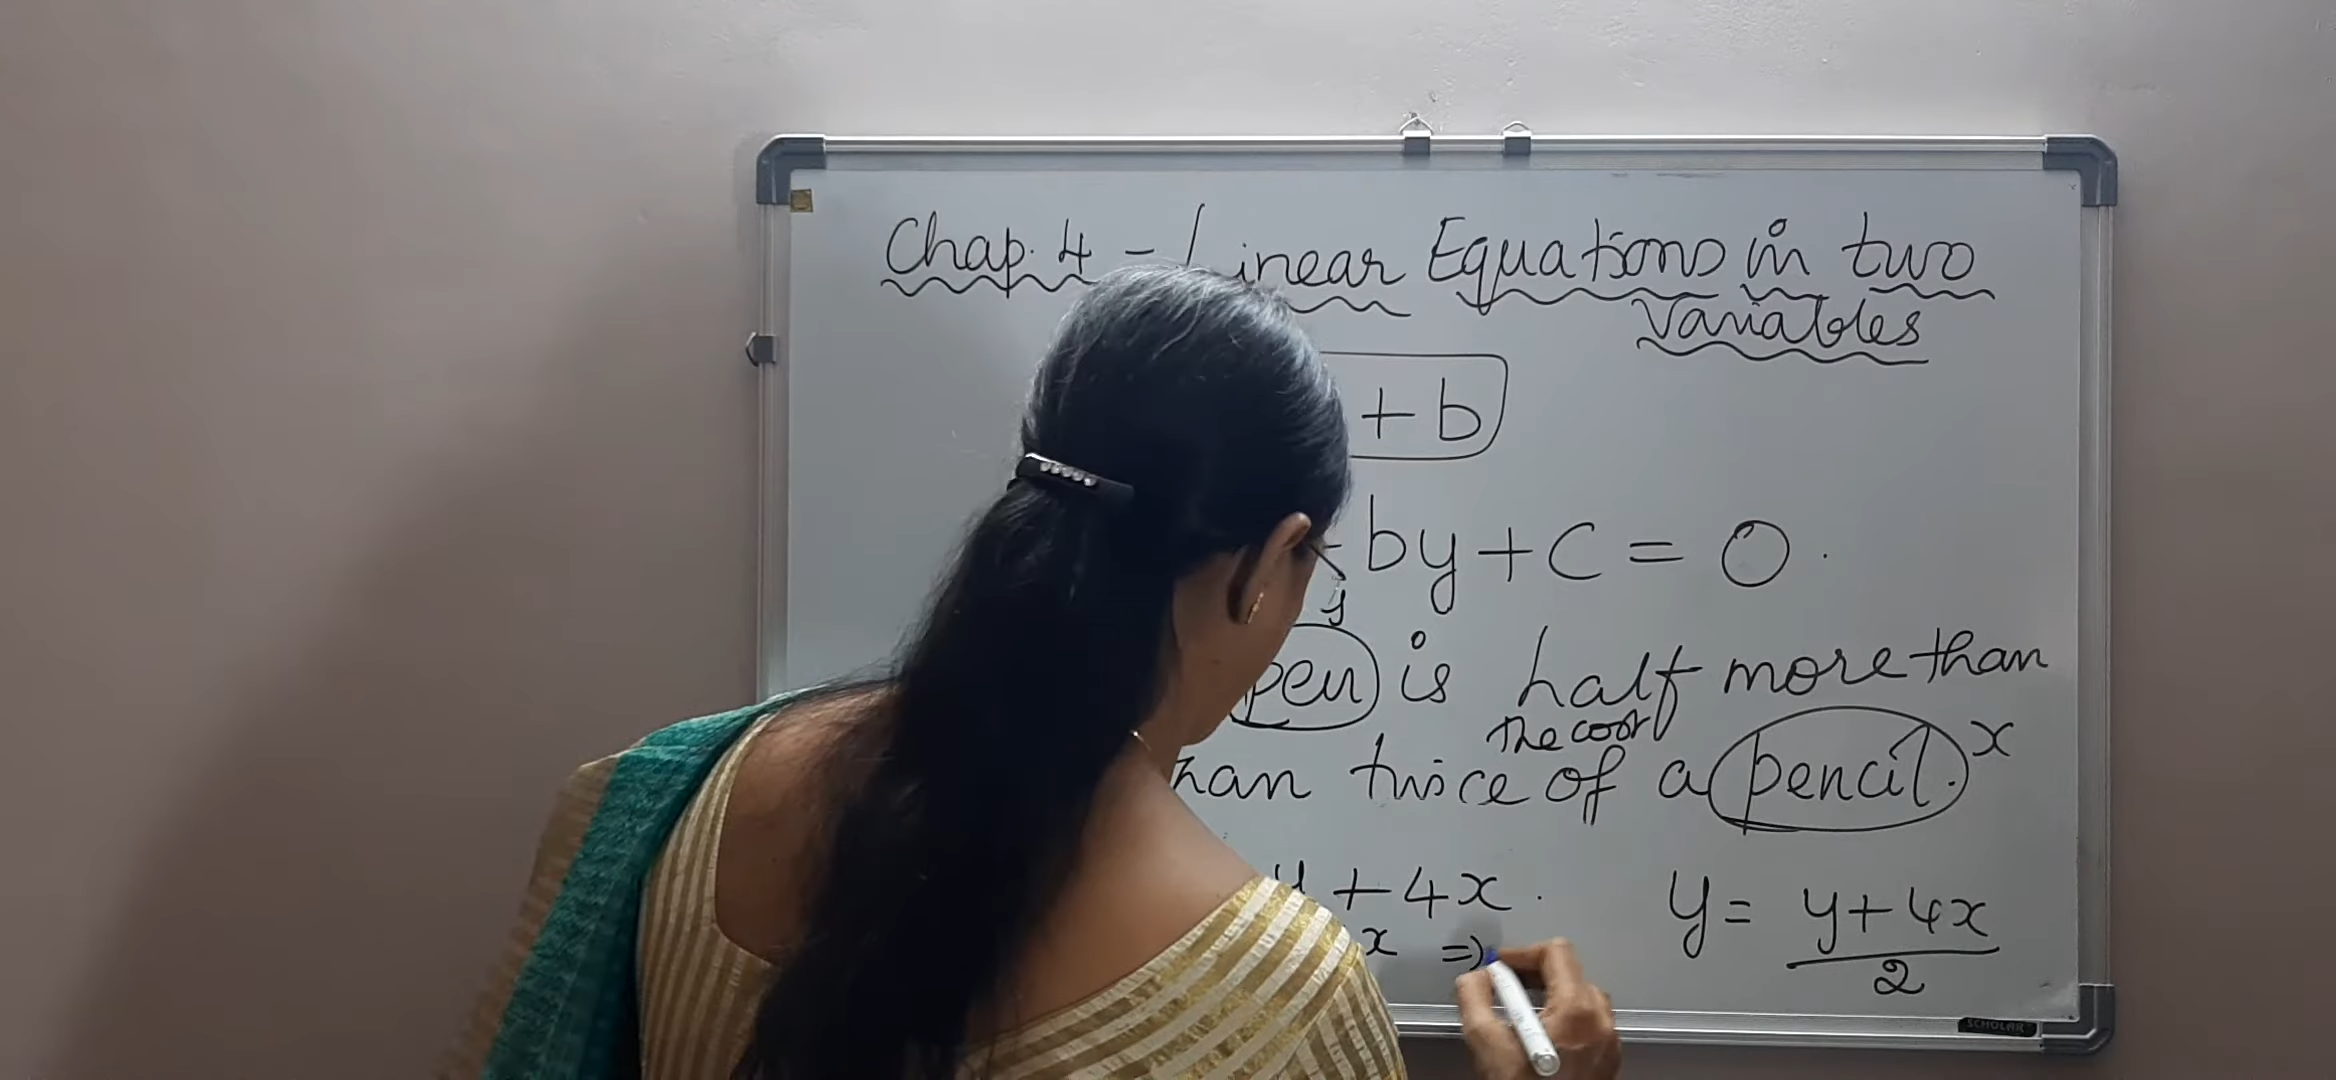 Chap. 4 - Linear Equations in two
Variables
+ b
by + c = 0.
y
pen is half more than
the cost
than twice of a pencil. x
y + 4x. y = y + 4x / 2
x =>
SCHOLAR